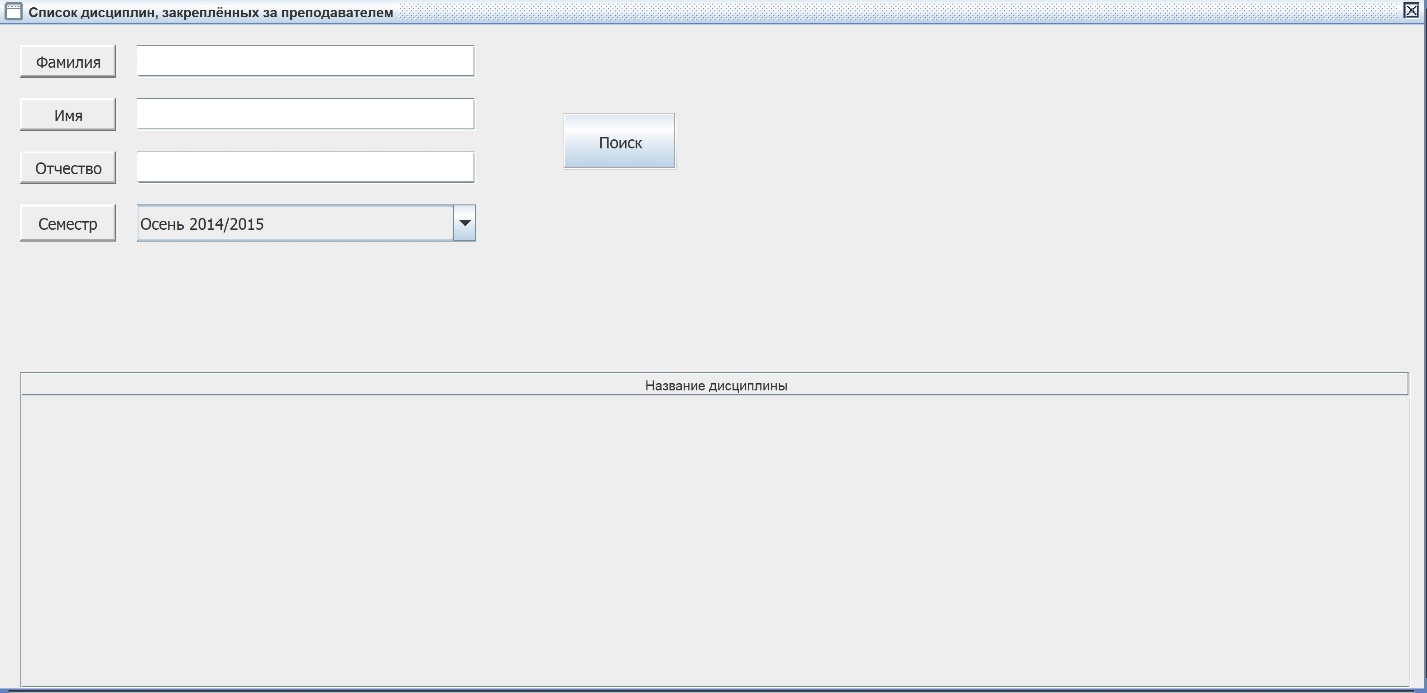 Список дисциплин, закреплённых за преподавателем
Фамилия
Имя
Поиск
Отчество
Семестр
Осень 2014/2015
Название дисциплины